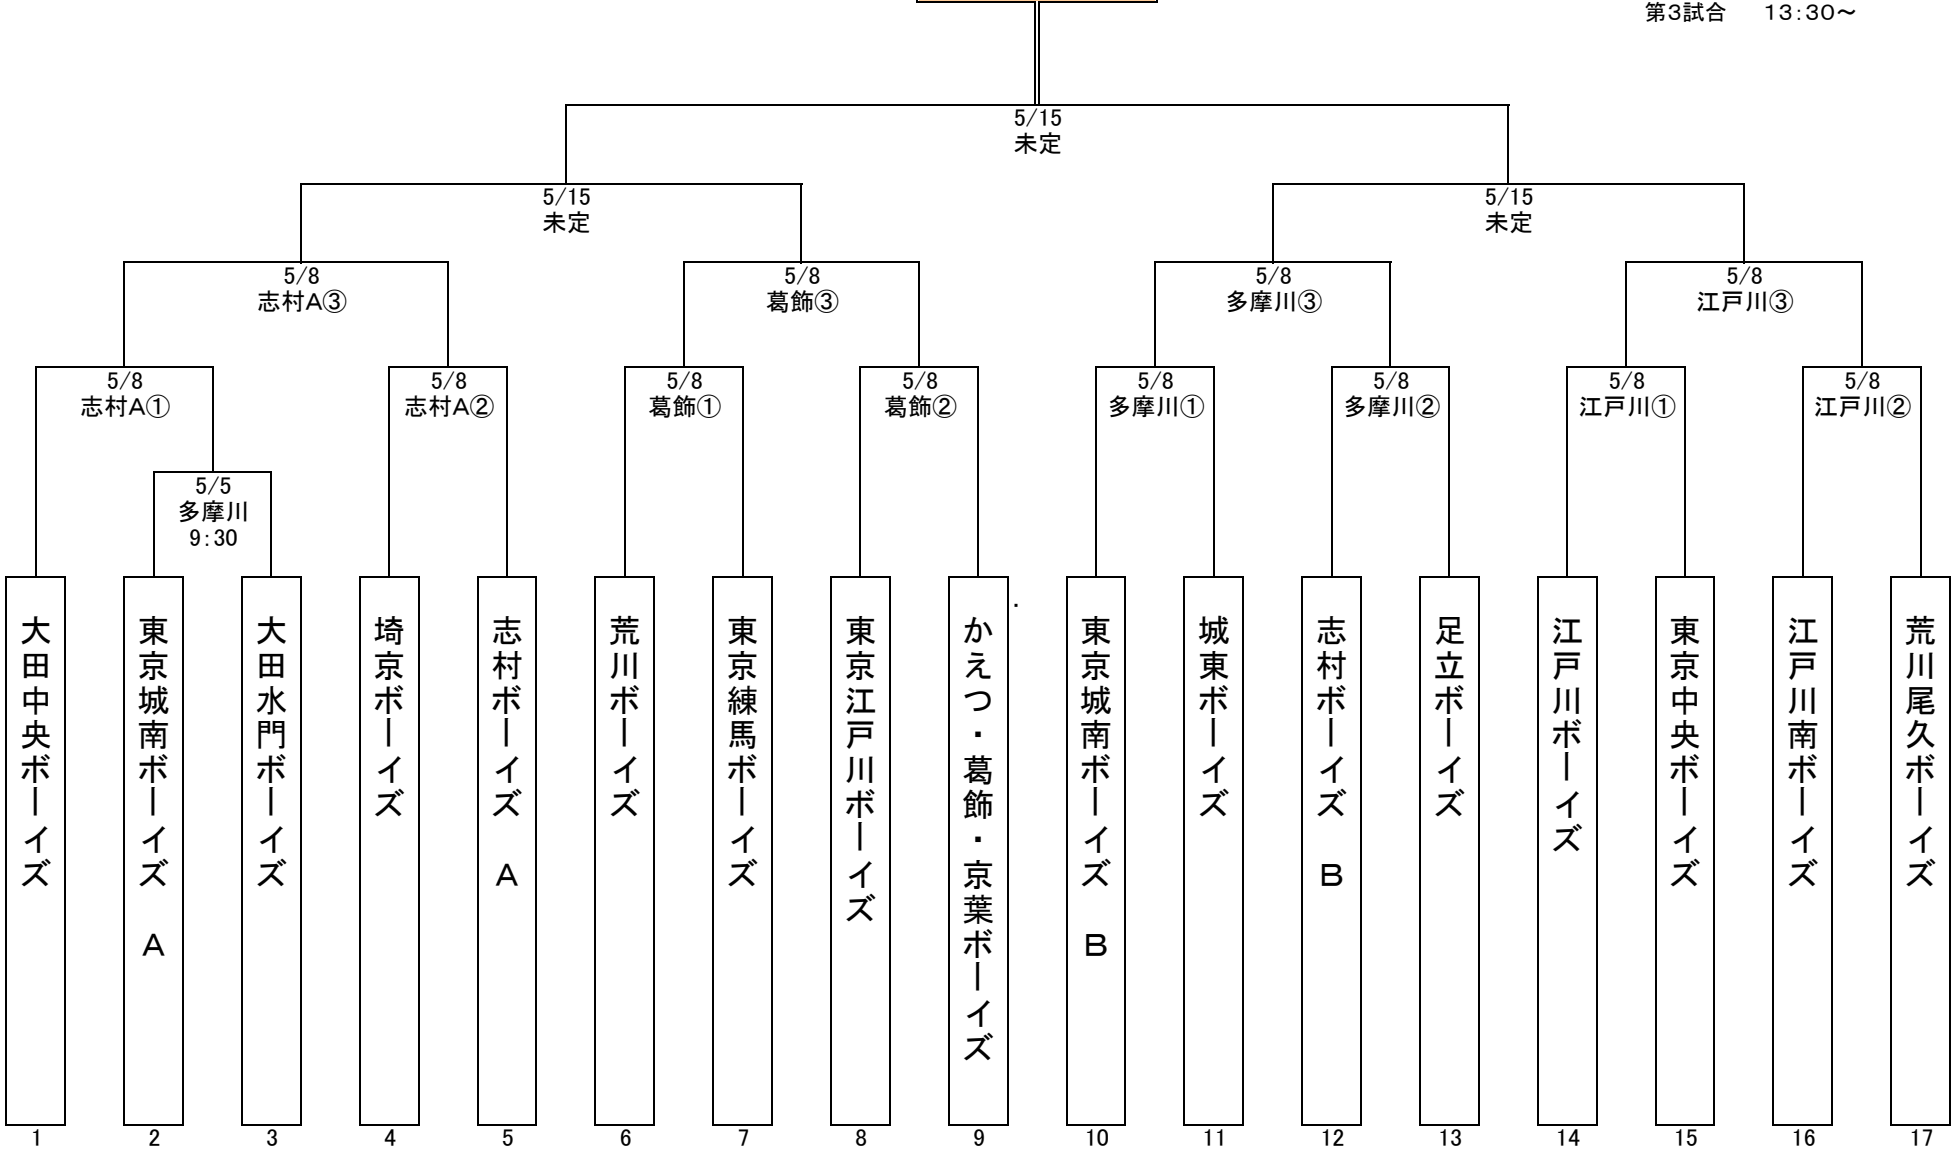 第3試合 13:30～
5/15
未定
5/15
未定
5/15
未定
5/8
志村A③
5/8
葛飾③
5/8
多摩川③
5/8
江戸川③
5/8
志村A①
5/8
志村A②
5/8
葛飾①
5/8
葛飾②
5/8
多摩川①
5/8
多摩川②
5/8
江戸川①
5/8
江戸川②
5/5
多摩川
9:30
大田中央ボーイズ
東京城南ボーイズ A
大田水門ボーイズ
埼京ボーイズ
志村ボーイズ A
荒川ボーイズ
東京練馬ボーイズ
東京江戸川ボーイズ
かえつ・葛飾・京葉ボーイズ
.
東京城南ボーイズ B
城東ボーイズ
志村ボーイズ B
足立ボーイズ
江戸川ボーイズ
東京中央ボーイズ
江戸川南ボーイズ
荒川尾久ボーイズ
1 2 3 4 5 6 7 8 9 10 11 12 13 14 15 16 17